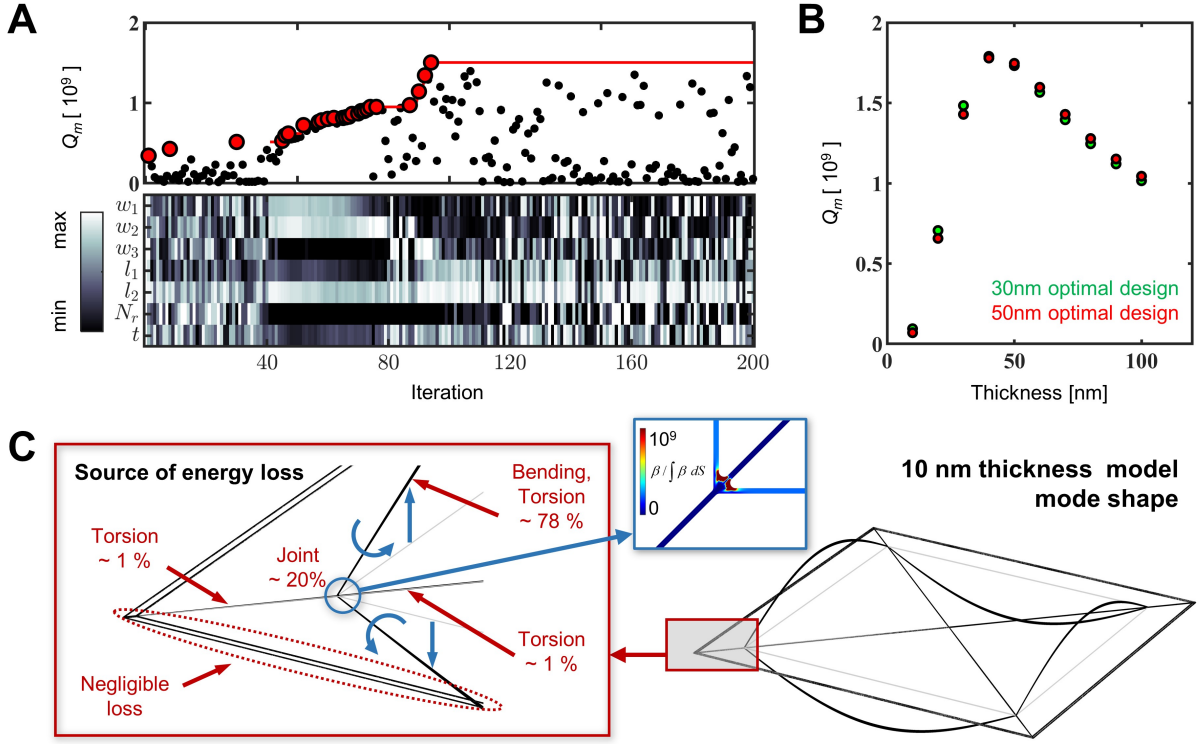 A
2
1
0
Q_m [ 10^9 ]
max
min
w_1
w_2
w_3
l_1
l_2
N_r
t
40
80
120
160
200
Iteration
B
2
1.5
1
0.5
0
Q_m [ 10^9 ]
30nm optimal design
50nm optimal design
0
50
100
Thickness [nm]
C
Source of energy loss
Torsion
~ 1 %
Joint
~ 20%
Bending,
Torsion
~ 78 %
Torsion
~ 1 %
Negligible
loss
10^9
β / ∫ β dS
0
10 nm thickness model
mode shape